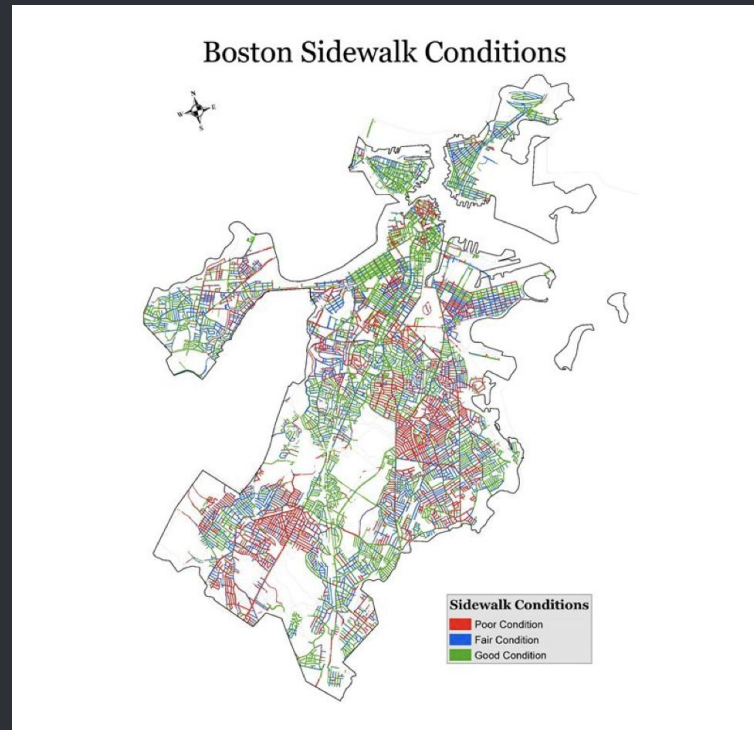 Boston Sidewalk Conditions
N
W
E
S
Sidewalk Conditions
Poor Condition
Fair Condition
Good Condition